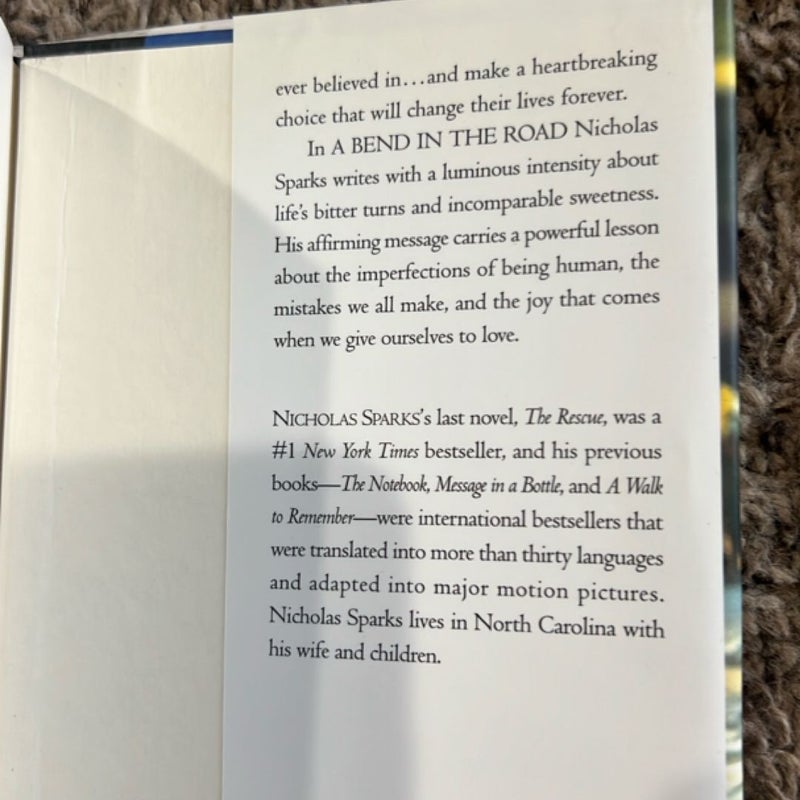 ever believed in...and make a heartbreaking
choice that will change their lives forever.
In A BEND IN THE ROAD Nicholas
Sparks writes with a luminous intensity about
life's bitter turns and incomparable sweetness.
His affirming message carries a powerful lesson
about the imperfections of being human, the
mistakes we all make, and the joy that comes
when we give ourselves to love.
NICHOLAS SPARKS's last novel, The Rescue, was a
#1 New York Times bestseller, and his previous
books—The Notebook, Message in a Bottle, and A Walk
to Remember—were international bestsellers that
were translated into more than thirty languages
and adapted into major motion pictures.
Nicholas Sparks lives in North Carolina with
his wife and children.